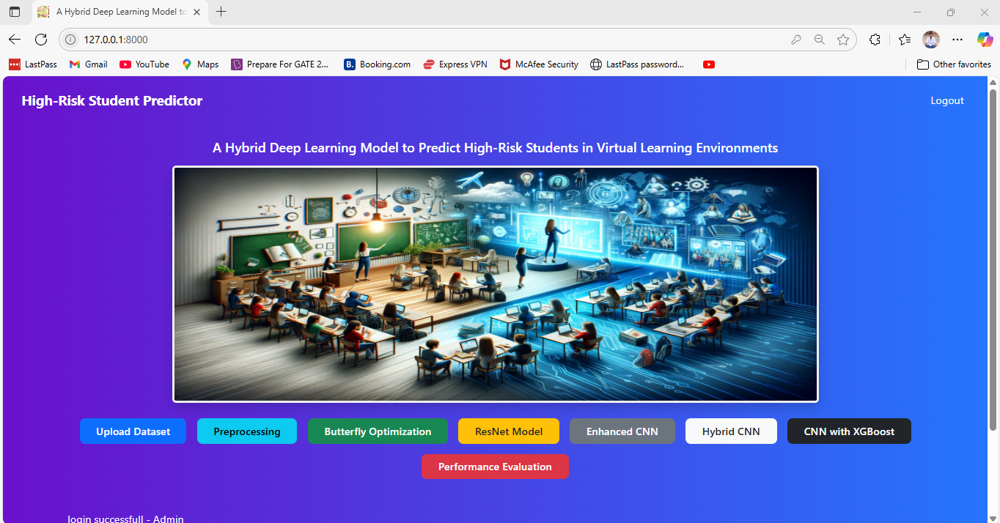 A Hybrid Deep Learning Model to
127.0.0.1:8000
LastPass Gmail YouTube Maps Prepare For GATE 2... Booking.com Express VPN McAfee Security LastPass password... Other favorites
High-Risk Student Predictor Logout
A Hybrid Deep Learning Model to Predict High-Risk Students in Virtual Learning Environments
Upload Dataset Preprocessing Butterfly Optimization ResNet Model Enhanced CNN Hybrid CNN CNN with XGBoost
Performance Evaluation
login successfull - Admin